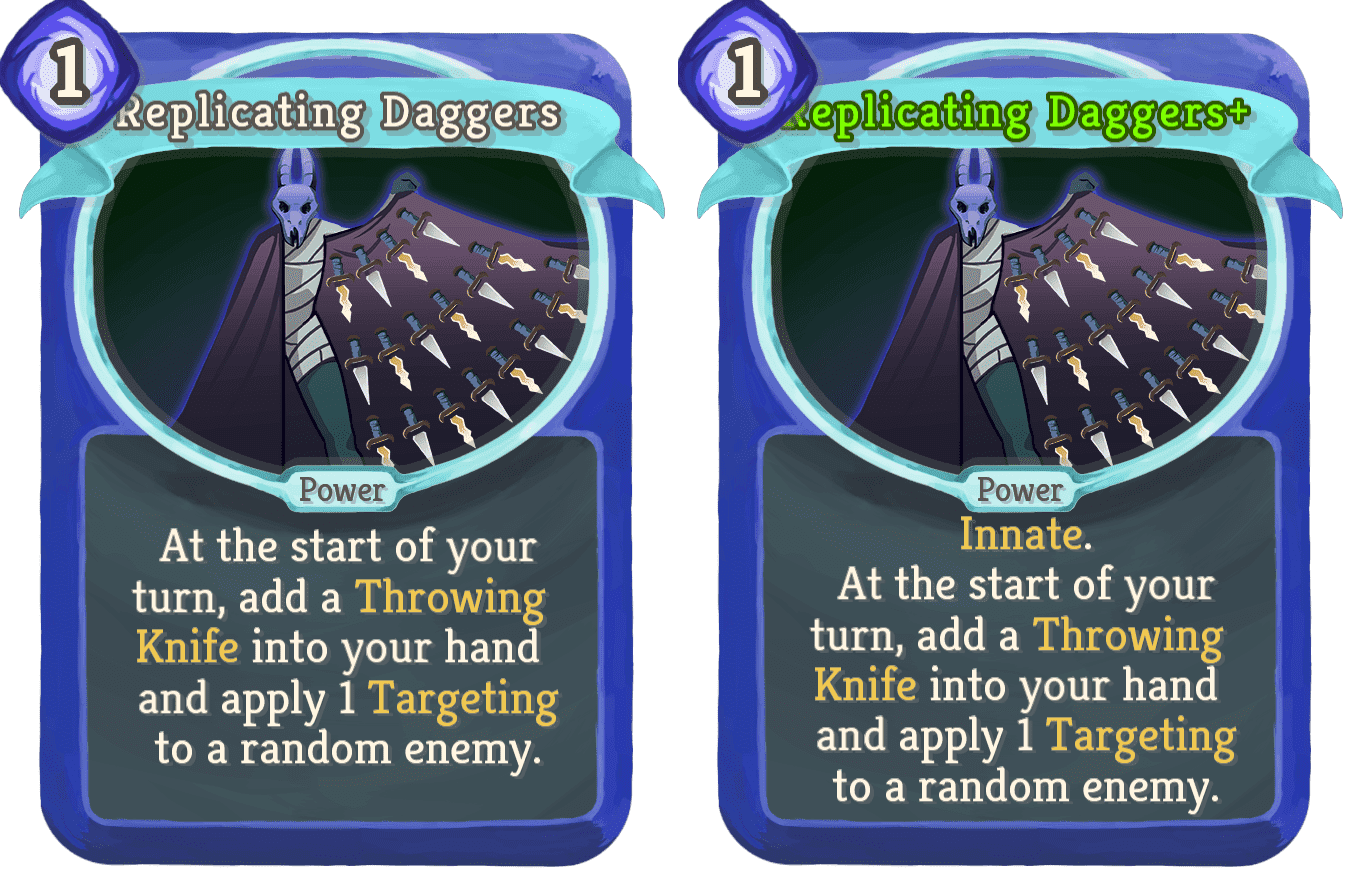 1
Replicating Daggers
Power
At the start of your
turn, add a Throwing
Knife into your hand
and apply 1 Targeting
to a random enemy.
1
Replicating Daggers+
Power
Innate.
At the start of your
turn, add a Throwing
Knife into your hand
and apply 1 Targeting
to a random enemy.